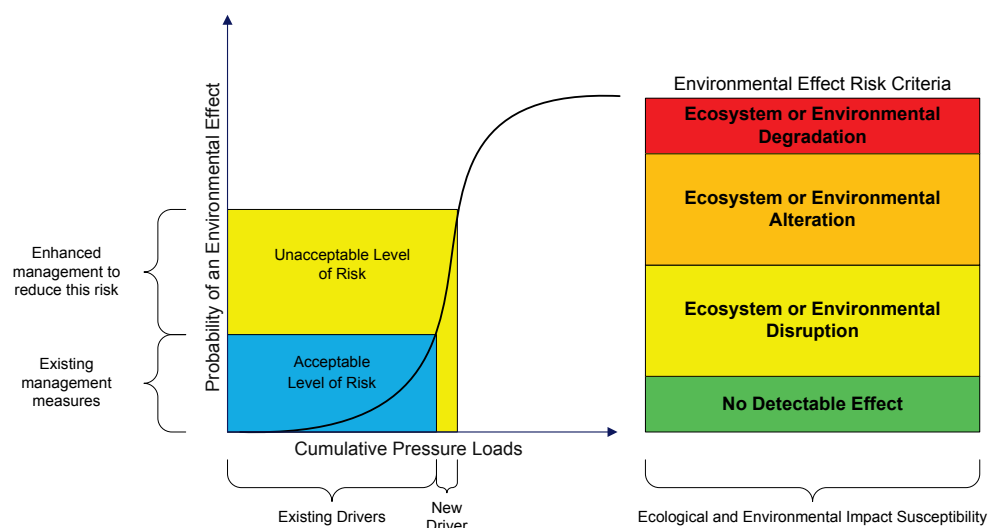 Probability of an Environmental Effect
Enhanced
management to
reduce this risk
Existing
management
measures
Unacceptable Level
of Risk
Acceptable
Level of Risk
Cumulative Pressure Loads
Existing Drivers
New
Driver
Environmental Effect Risk Criteria
Ecosystem or Environmental
Degradation
Ecosystem or Environmental
Alteration
Ecosystem or Environmental
Disruption
No Detectable Effect
Ecological and Environmental Impact Susceptibility